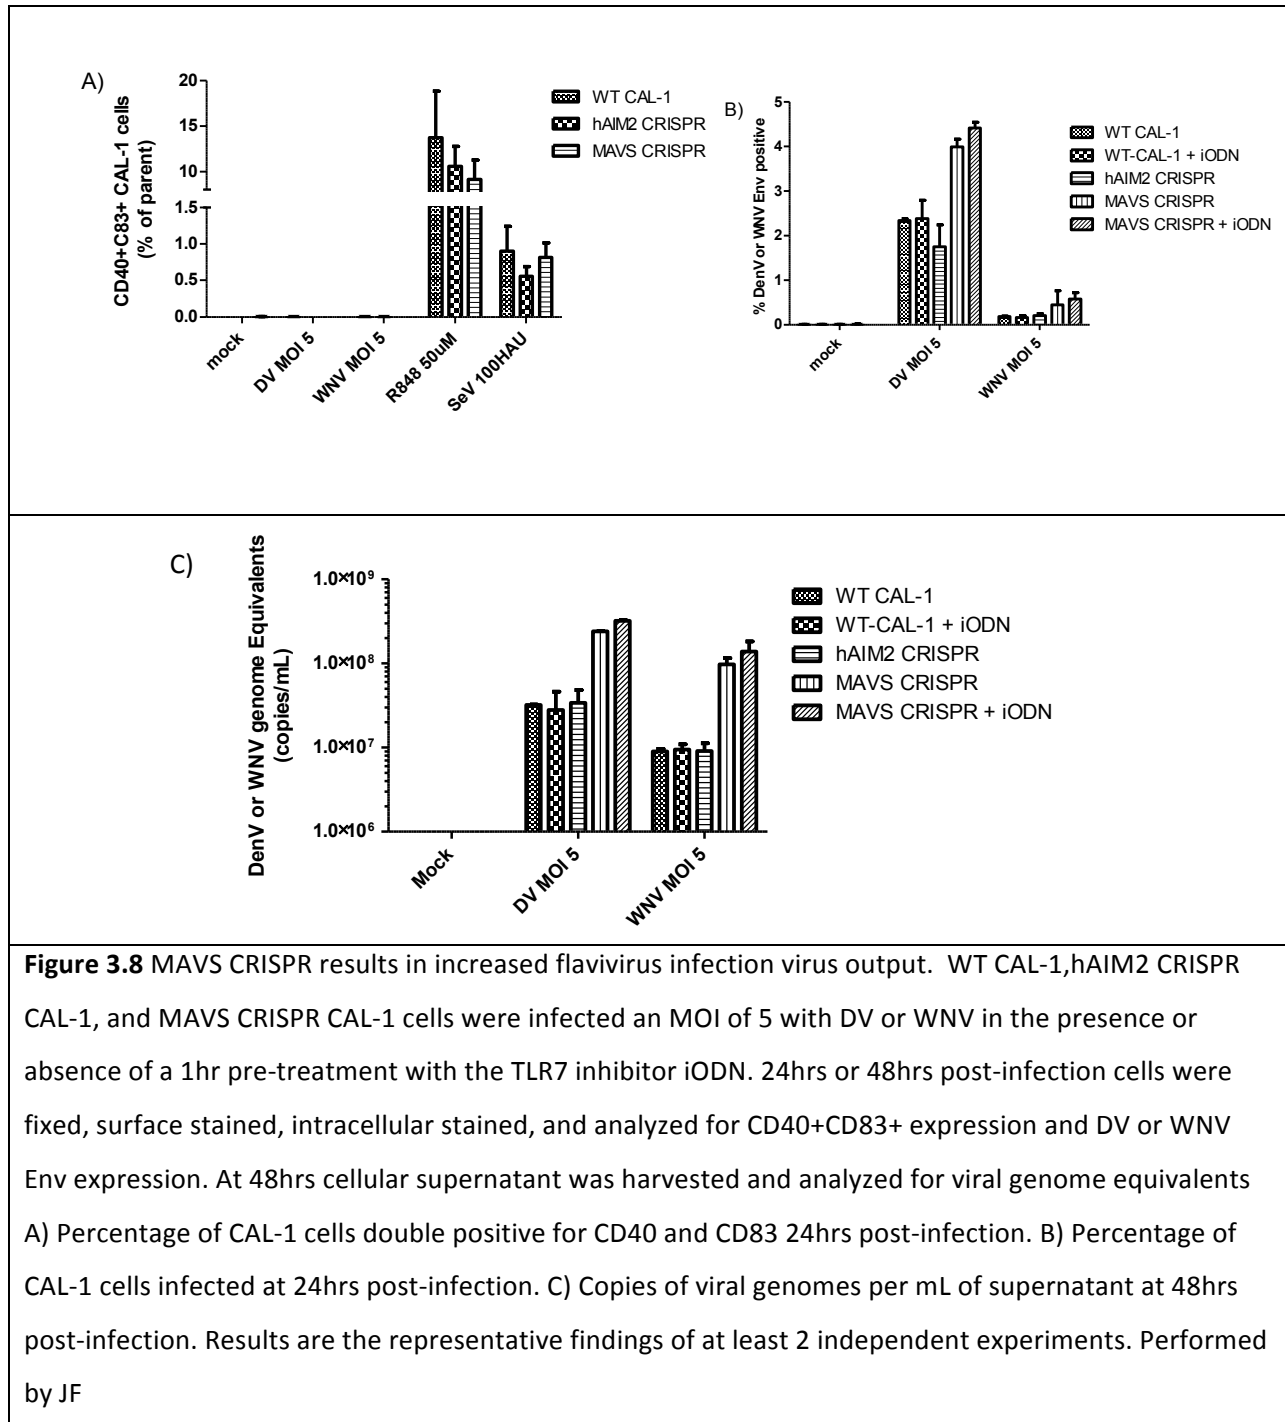 A)
CD40+C83+ CAL-1 cells
(% of parent)
20
15
10
1.5
1.0
0.5
0.0
mock
DV MOI 5
WNV MOI 5
R848 50uM
SeV 100HAU
WT CAL-1
hAIM2 CRISPR
MAVS CRISPR
B)
% DenV or WNV Env positive
5
4
3
2
1
0
mock
DV MOI 5
WNV MOI 5
WT CAL-1
WT-CAL-1 + iODN
hAIM2 CRISPR
MAVS CRISPR
MAVS CRISPR + iODN
C)
DenV or WNV genome Equivalents
(copies/mL)
1.0×10⁹
1.0×10⁸
1.0×10⁷
1.0×10⁶
Mock
DV MOI 5
WNV MOI 5
WT CAL-1
WT-CAL-1 + iODN
hAIM2 CRISPR
MAVS CRISPR
MAVS CRISPR + iODN
Figure 3.8 MAVS CRISPR results in increased flavivirus infection virus output.  WT CAL-1,hAIM2 CRISPR
CAL-1, and MAVS CRISPR CAL-1 cells were infected an MOI of 5 with DV or WNV in the presence or
absence of a 1hr pre-treatment with the TLR7 inhibitor iODN. 24hrs or 48hrs post-infection cells were
fixed, surface stained, intracellular stained, and analyzed for CD40+CD83+ expression and DV or WNV
Env expression. At 48hrs cellular supernatant was harvested and analyzed for viral genome equivalents
A) Percentage of CAL-1 cells double positive for CD40 and CD83 24hrs post-infection. B) Percentage of
CAL-1 cells infected at 24hrs post-infection. C) Copies of viral genomes per mL of supernatant at 48hrs
post-infection. Results are the representative findings of at least 2 independent experiments. Performed
by JF